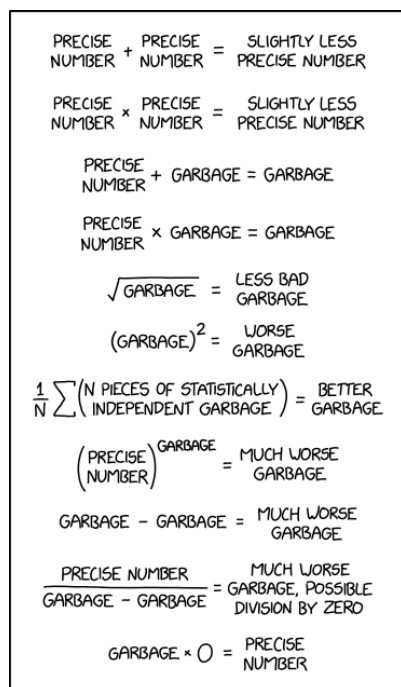 PRECISE NUMBER + PRECISE NUMBER = SLIGHTLY LESS PRECISE NUMBER
PRECISE NUMBER × PRECISE NUMBER = SLIGHTLY LESS PRECISE NUMBER
PRECISE NUMBER + GARBAGE = GARBAGE
PRECISE NUMBER × GARBAGE = GARBAGE
√GARBAGE = LESS BAD GARBAGE
(GARBAGE)² = WORSE GARBAGE
1/N ∑ (N PIECES OF STATISTICALLY INDEPENDENT GARBAGE) = BETTER GARBAGE
(PRECISE NUMBER)^GARBAGE = MUCH WORSE GARBAGE
GARBAGE – GARBAGE = MUCH WORSE GARBAGE
PRECISE NUMBER / (GARBAGE – GARBAGE) = MUCH WORSE GARBAGE, POSSIBLE DIVISION BY ZERO
GARBAGE × 0 = PRECISE NUMBER